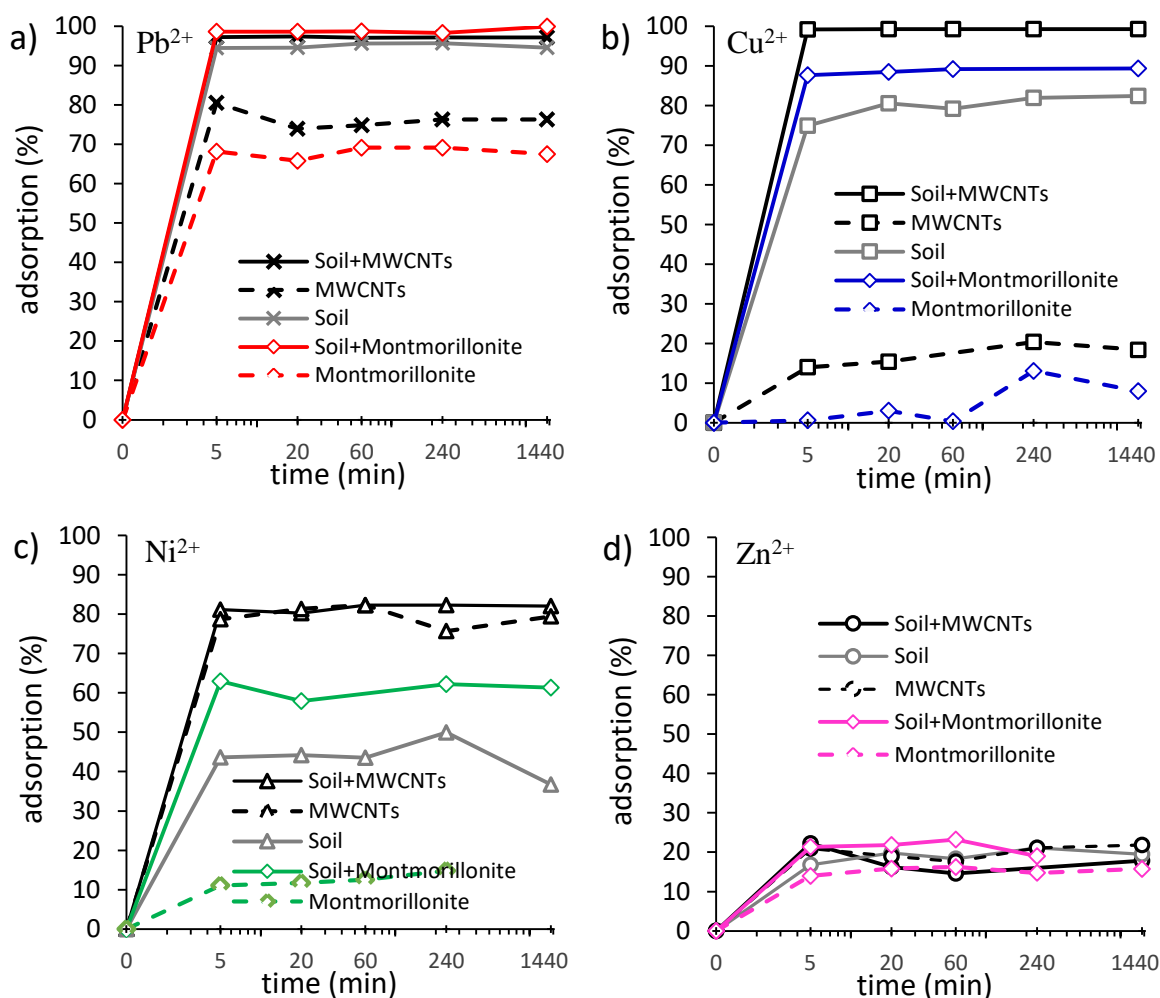 a)
Pb²⁺
100
90
80
70
60
50
40
30
20
10
0
adsorption (%)
Soil+MWCNTs
MWCNTs
Soil
Soil+Montmorillonite
Montmorillonite
0 5 20 60 240 1440
time (min)
b)
Cu²⁺
100
90
80
70
60
50
40
30
20
10
0
adsorption (%)
Soil+MWCNTs
MWCNTs
Soil
Soil+Montmorillonite
Montmorillonite
0 5 20 60 240 1440
time (min)
c)
Ni²⁺
100
90
80
70
60
50
40
30
20
10
0
adsorption (%)
Soil+MWCNTs
MWCNTs
Soil
Soil+Montmorillonite
Montmorillonite
0 5 20 60 240 1440
time (min)
d)
Zn²⁺
100
90
80
70
60
50
40
30
20
10
0
adsorption (%)
Soil+MWCNTs
Soil
MWCNTs
Soil+Montmorillonite
Montmorillonite
0 5 20 60 240 1440
time (min)